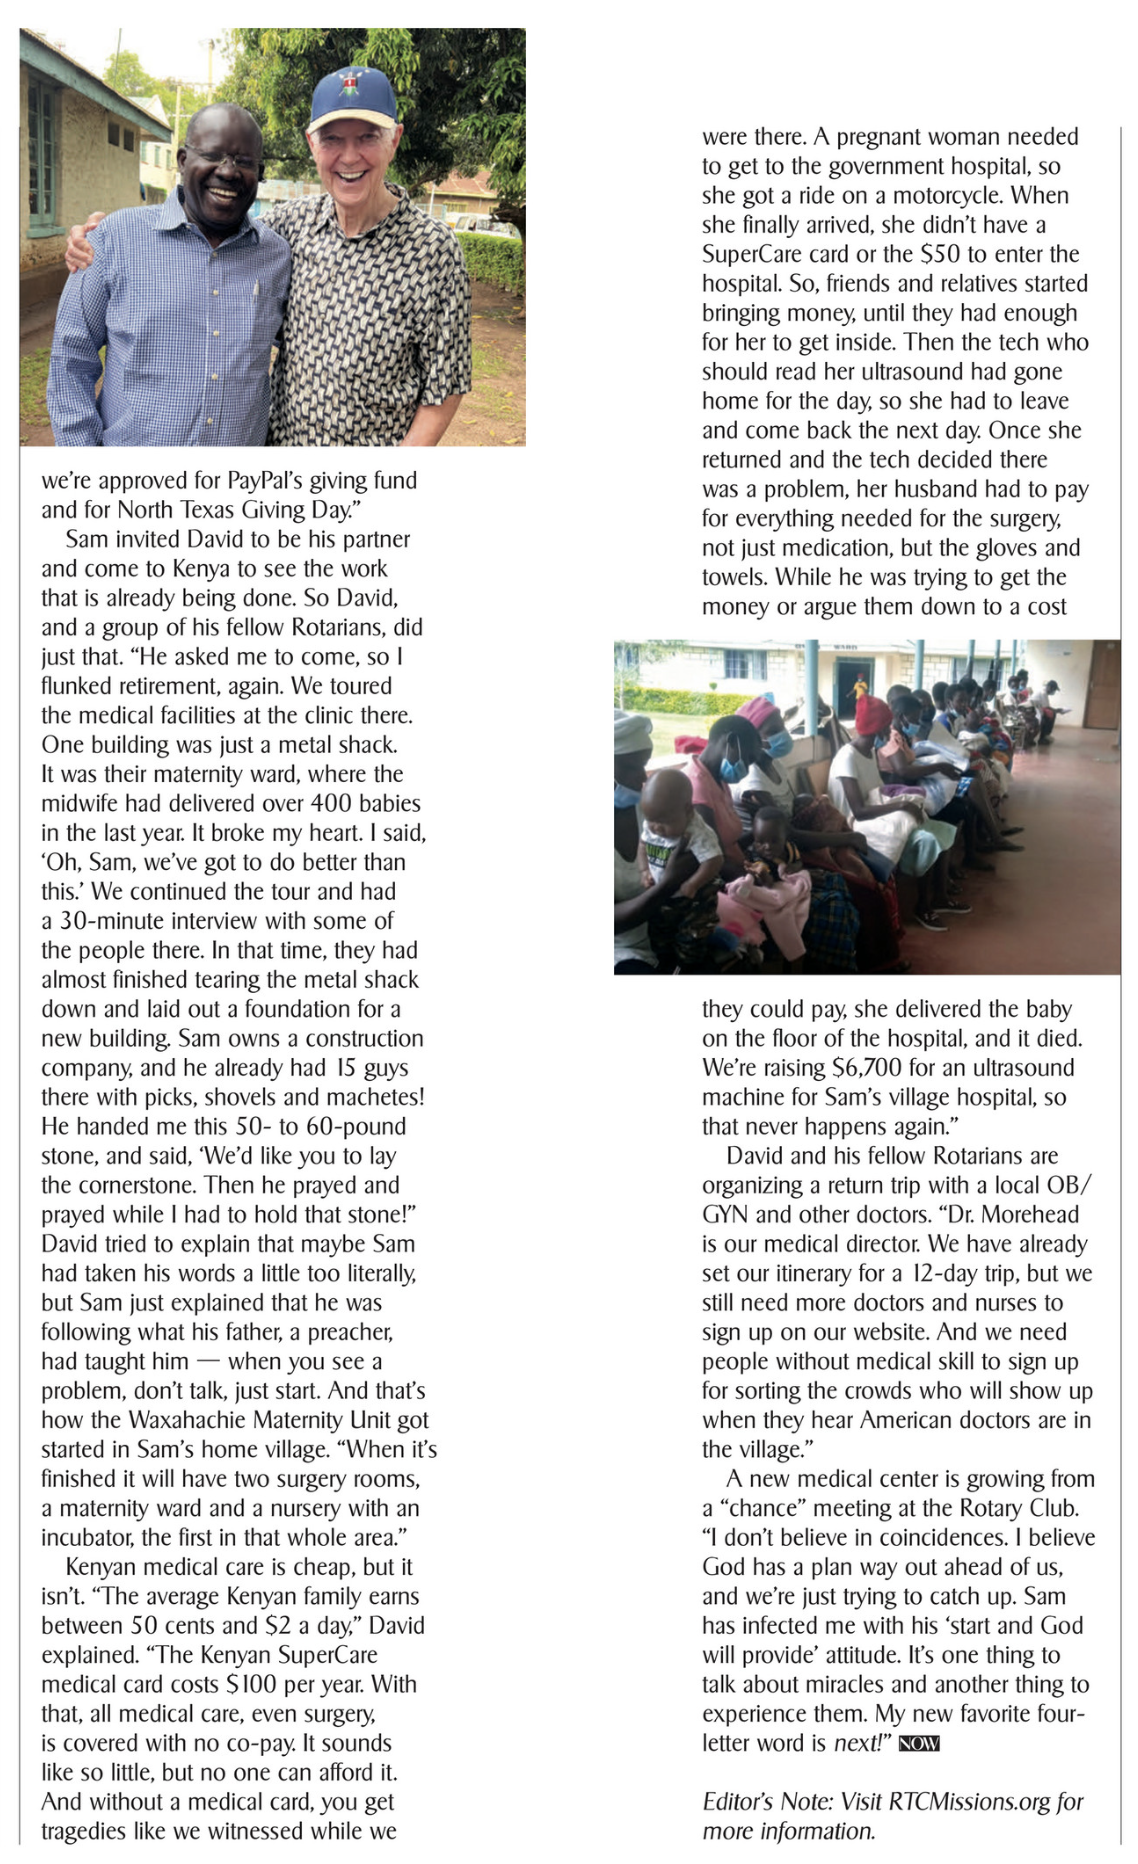 we're approved for PayPal's giving fund
and for North Texas Giving Day."
Sam invited David to be his partner
and come to Kenya to see the work
that is already being done. So David,
and a group of his fellow Rotarians, did
just that. “He asked me to come, so I
flunked retirement, again. We toured
the medical facilities at the clinic there.
One building was just a metal shack.
It was their maternity ward, where the
midwife had delivered over 400 babies
in the last year. It broke my heart. I said,
‘Oh, Sam, we’ve got to do better than
this.’ We continued the tour and had
a 30-minute interview with some of
the people there. In that time, they had
almost finished tearing the metal shack
down and laid out a foundation for a
new building. Sam owns a construction
company, and he already had 15 guys
there with picks, shovels and machetes!
He handed me this 50- to 60-pound
stone, and said, ‘We’d like you to lay
the cornerstone. Then he prayed and
prayed while I had to hold that stone!”
David tried to explain that maybe Sam
had taken his words a little too literally,
but Sam just explained that he was
following what his father, a preacher,
had taught him — when you see a
problem, don’t talk, just start. And that’s
how the Waxahachie Maternity Unit got
started in Sam’s home village. “When it’s
finished it will have two surgery rooms,
a maternity ward and a nursery with an
incubator, the first in that whole area.”
Kenyan medical care is cheap, but it
isn’t. “The average Kenyan family earns
between 50 cents and $2 a day,” David
explained. “The Kenyan SuperCare
medical card costs $100 per year. With
that, all medical care, even surgery,
is covered with no co-pay. It sounds
like so little, but no one can afford it.
And without a medical card, you get
tragedies like we witnessed while we
were there. A pregnant woman needed
to get to the government hospital, so
she got a ride on a motorcycle. When
she finally arrived, she didn’t have a
SuperCare card or the $50 to enter the
hospital. So, friends and relatives started
bringing money, until they had enough
for her to get inside. Then the tech who
should read her ultrasound had gone
home for the day, so she had to leave
and come back the next day. Once she
returned and the tech decided there
was a problem, her husband had to pay
for everything needed for the surgery,
not just medication, but the gloves and
towels. While he was trying to get the
money or argue them down to a cost
WARD
they could pay, she delivered the baby
on the floor of the hospital, and it died.
We’re raising $6,700 for an ultrasound
machine for Sam’s village hospital, so
that never happens again.”
David and his fellow Rotarians are
organizing a return trip with a local OB/
GYN and other doctors. “Dr. Morehead
is our medical director. We have already
set our itinerary for a 12-day trip, but we
still need more doctors and nurses to
sign up on our website. And we need
people without medical skill to sign up
for sorting the crowds who will show up
when they hear American doctors are in
the village.”
A new medical center is growing from
a “chance” meeting at the Rotary Club.
“I don’t believe in coincidences. I believe
God has a plan way out ahead of us,
and we’re just trying to catch up. Sam
has infected me with his ‘start and God
will provide’ attitude. It’s one thing to
talk about miracles and another thing to
experience them. My new favorite four-
letter word is next!” NOW
Editor’s Note: Visit RTCMissions.org for
more information.